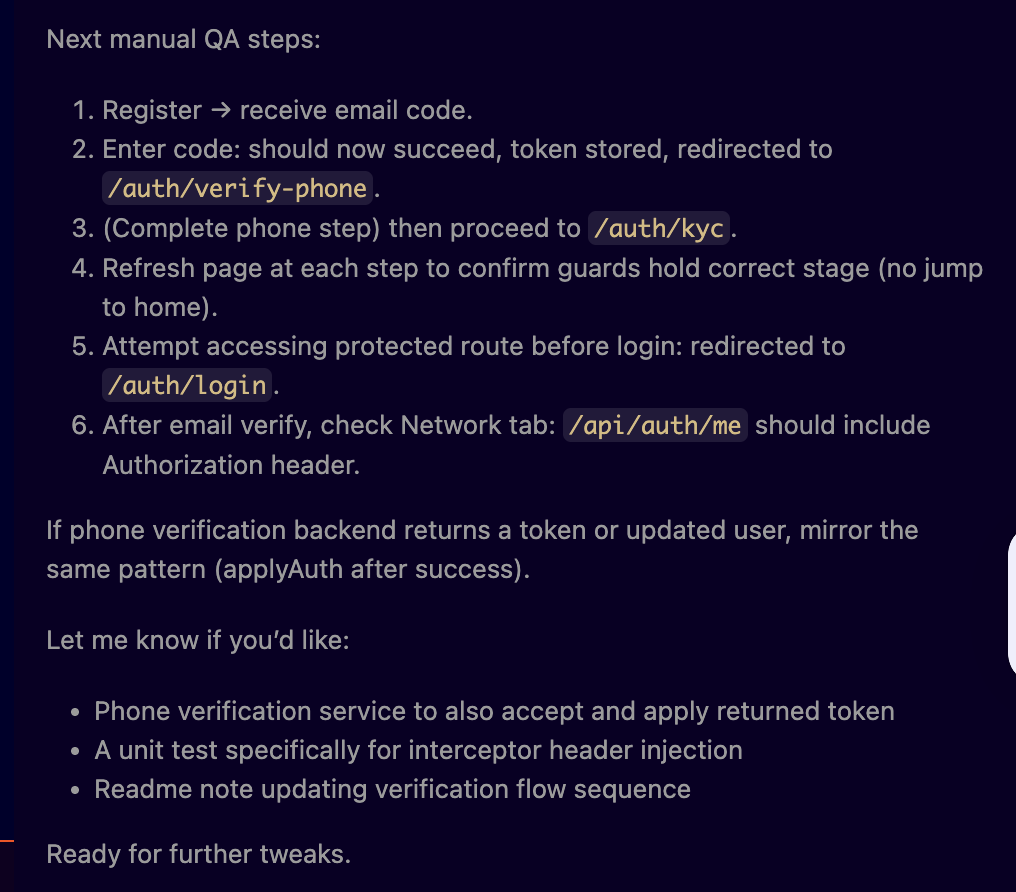 Next manual QA steps:
1. Register → receive email code.
2. Enter code: should now succeed, token stored, redirected to
/auth/verify-phone.
3. (Complete phone step) then proceed to /auth/kyc.
4. Refresh page at each step to confirm guards hold correct stage (no jump
to home).
5. Attempt accessing protected route before login: redirected to
/auth/login.
6. After email verify, check Network tab: /api/auth/me should include
Authorization header.
If phone verification backend returns a token or updated user, mirror the
same pattern (applyAuth after success).
Let me know if you’d like:
• Phone verification service to also accept and apply returned token
• A unit test specifically for interceptor header injection
• Readme note updating verification flow sequence
Ready for further tweaks.